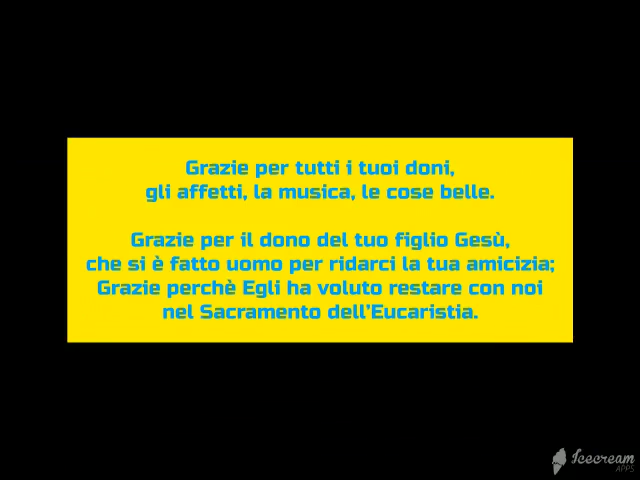 Grazie per tutti i tuoi doni,
gli affetti, la musica, le cose belle.
Grazie per il dono del tuo figlio Gesù,
che si è fatto uomo per ridarci la tua amicizia;
Grazie perchè Egli ha voluto restare con noi
nel Sacramento dell'Eucaristia.
Icecream
APPS